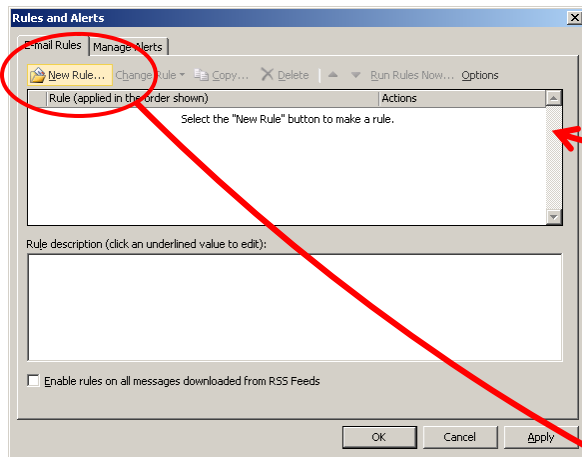 Rules and Alerts
E-mail Rules Manage Alerts
New Rule... Change Rule Copy... Delete Run Rules Now... Options
Rule (applied in the order shown) Actions
Select the "New Rule" button to make a rule.
Rule description (click an underlined value to edit):
Enable rules on all messages downloaded from RSS Feeds
OK Cancel Apply